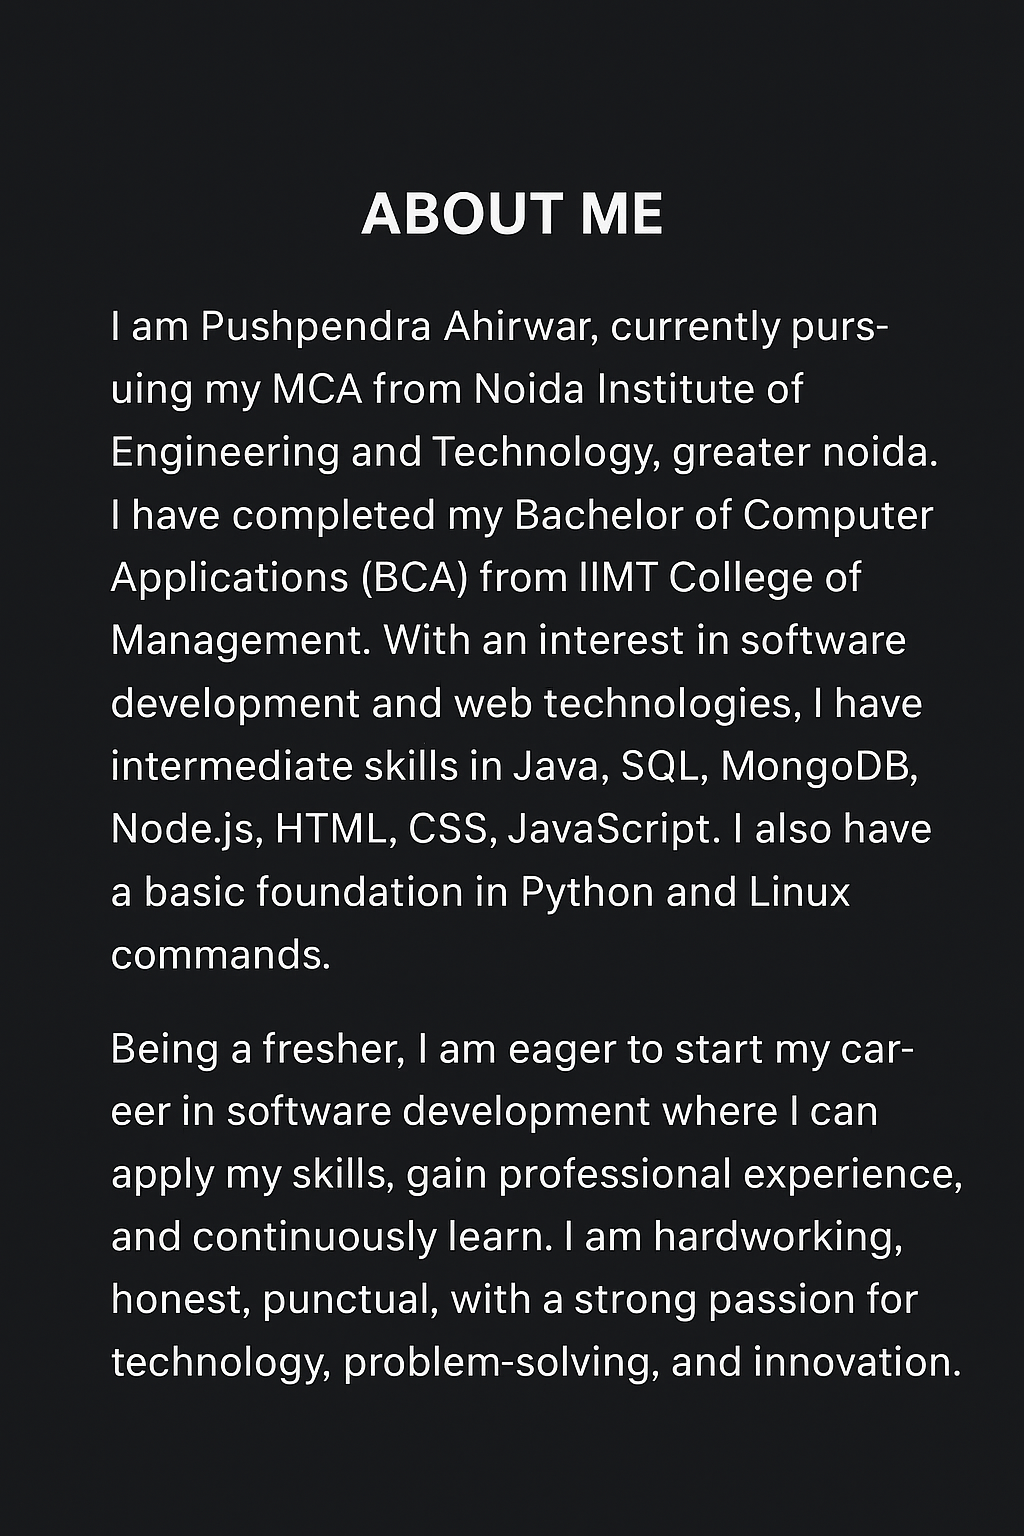 ABOUT ME
I am Pushpendra Ahirwar, currently purs-
uing my MCA from Noida Institute of
Engineering and Technology, greater noida.
I have completed my Bachelor of Computer
Applications (BCA) from IIMT College of
Management. With an interest in software
development and web technologies, I have
intermediate skills in Java, SQL, MongoDB,
Node.js, HTML, CSS, JavaScript. I also have
a basic foundation in Python and Linux
commands.
Being a fresher, I am eager to start my car-
eer in software development where I can
apply my skills, gain professional experience,
and continuously learn. I am hardworking,
honest, punctual, with a strong passion for
technology, problem-solving, and innovation.